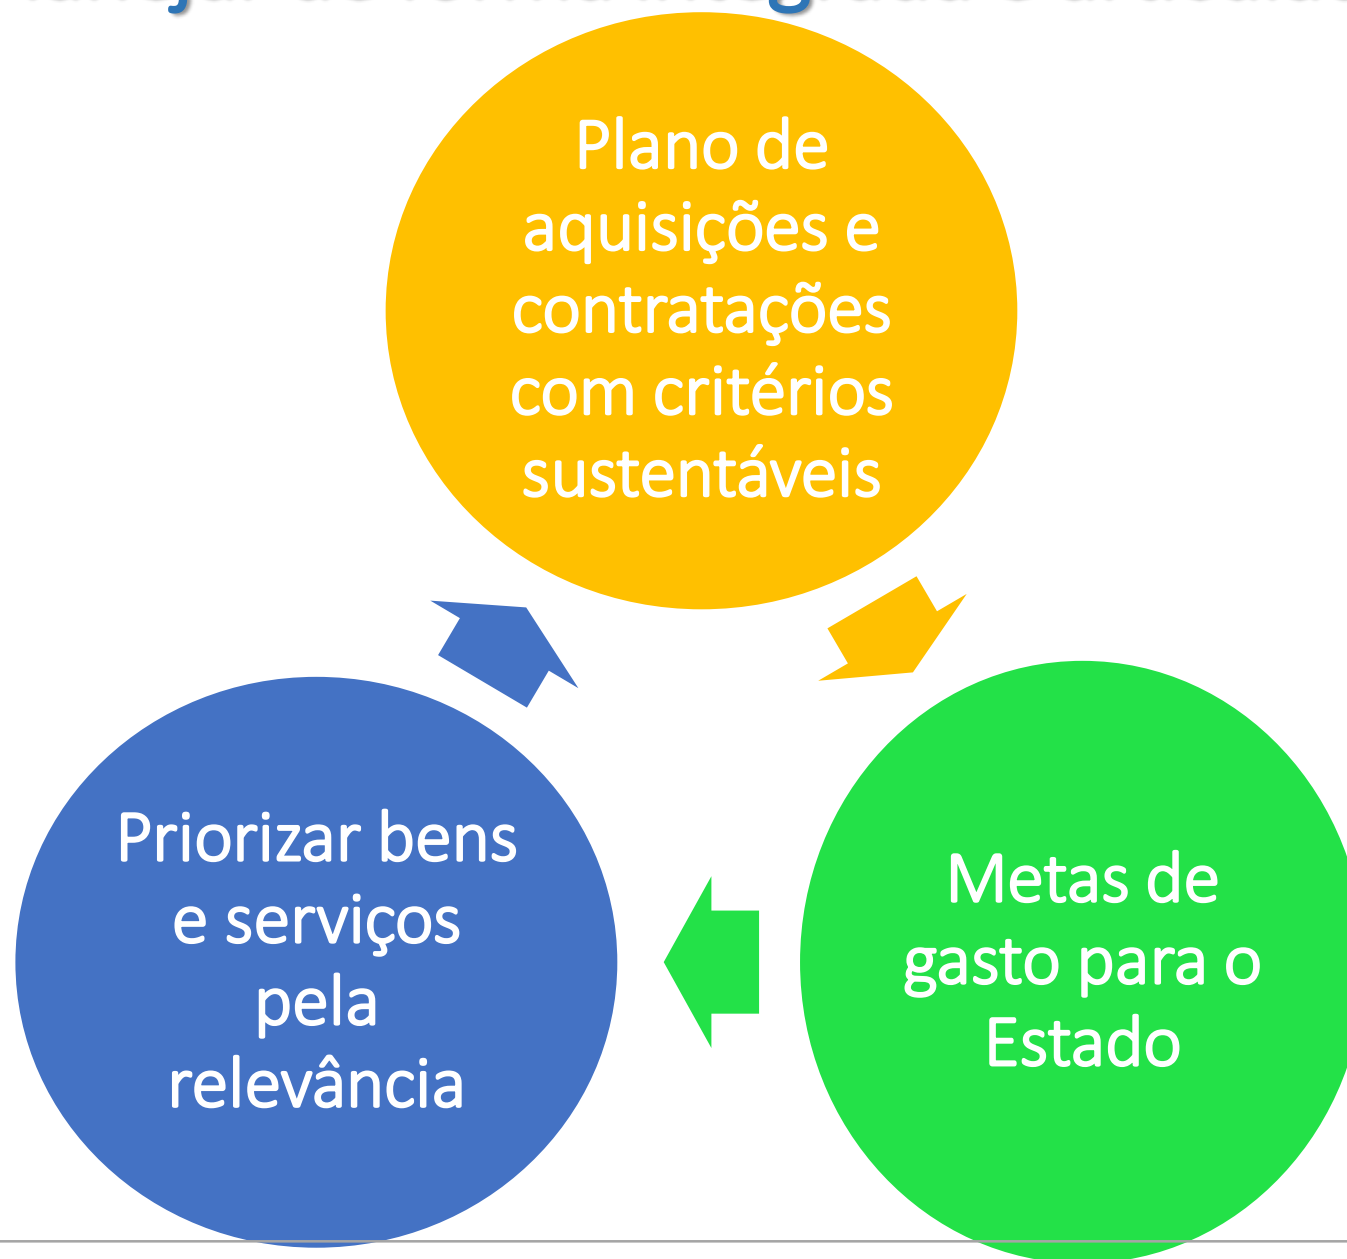 Plano de
aquisições e
contratações
com critérios
sustentáveis
Priorizar bens
e serviços
pela
relevância
Metas de
gasto para o
Estado